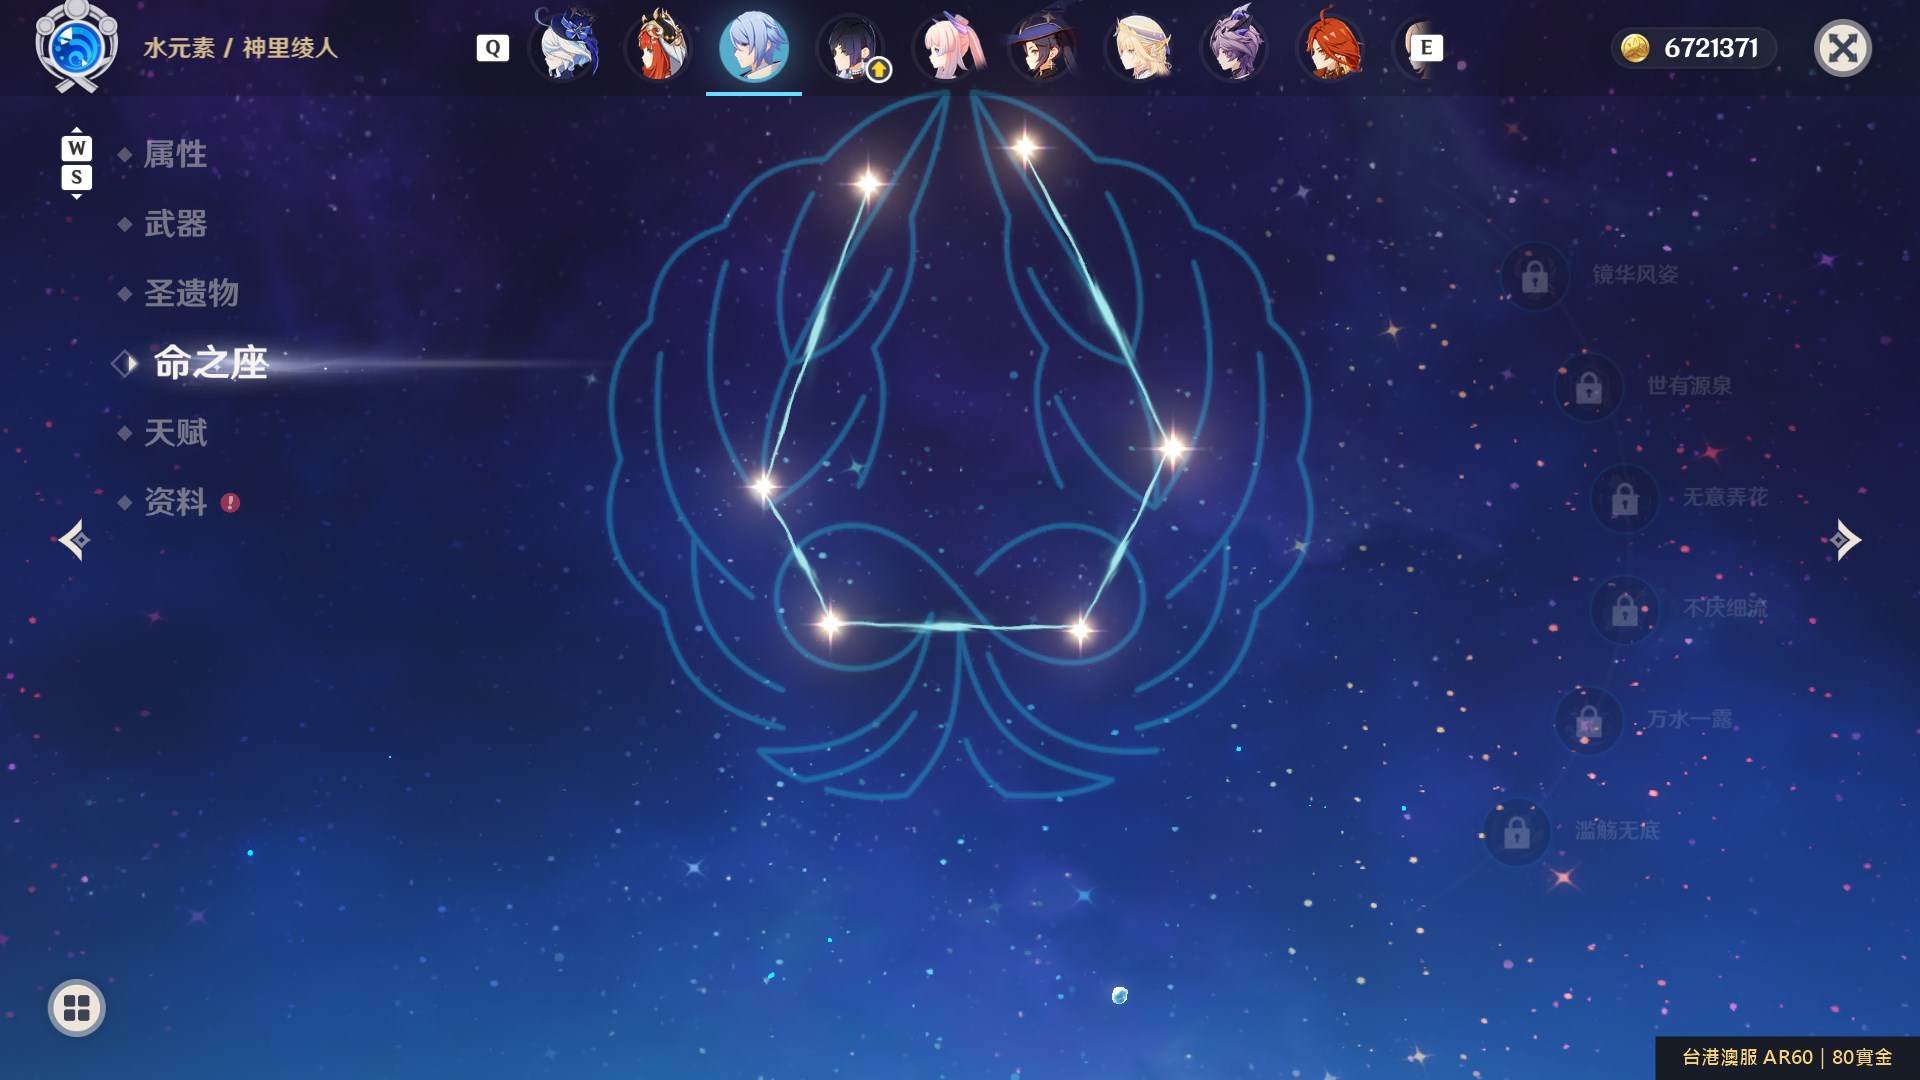 水元素 / 神里绫人
Q
E
6721371
W
S
属性
武器
圣遗物
命之座
天赋
资料
镜华风姿
世有源泉
无意弄花
不厌细流
万水一露
滥觞无底
台港澳服 AR60 | 80實金